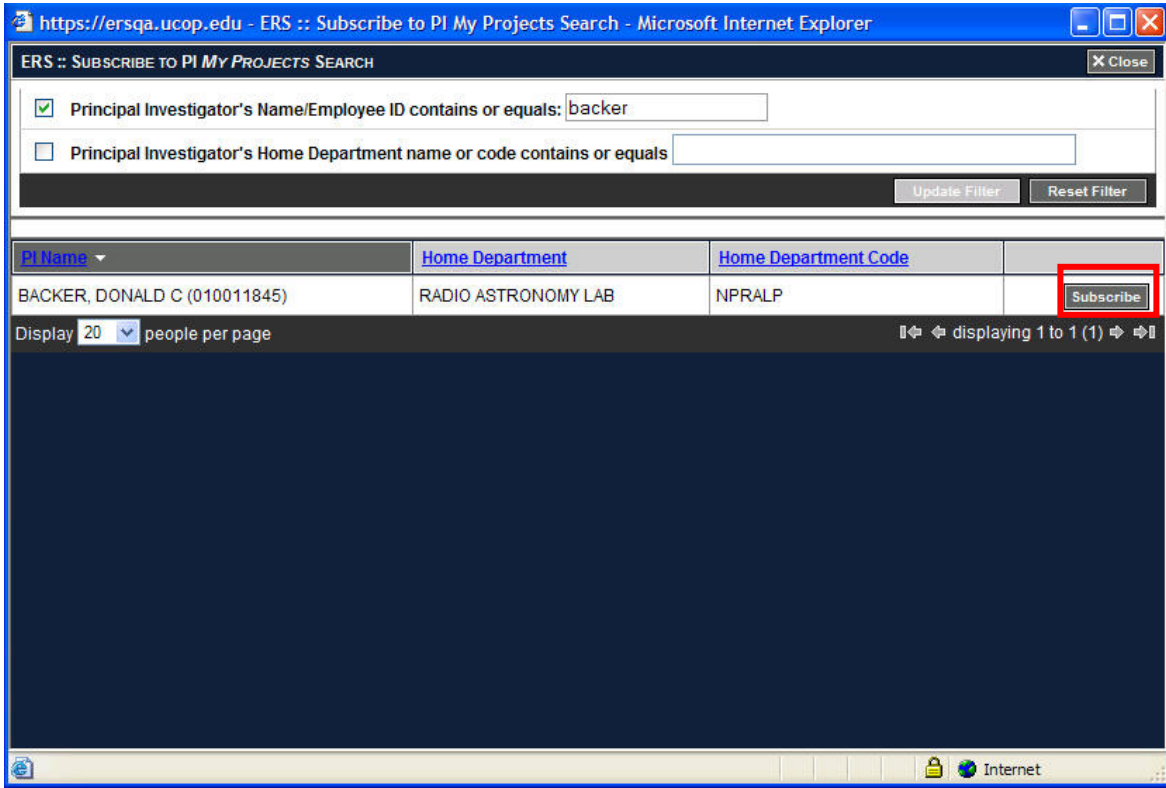 https://ersqa.ucop.edu - ERS :: Subscribe to PI My Projects Search - Microsoft Internet Explorer
ERS :: SUBSCRIBE TO PI MY PROJECTS SEARCH
X Close
Principal Investigator's Name/Employee ID contains or equals: backer
Principal Investigator's Home Department name or code contains or equals
Update Filter Reset Filter
PI Name Home Department Home Department Code
BACKER, DONALD C (010011845) RADIO ASTRONOMY LAB NPRALP Subscribe
Display 20 people per page displaying 1 to 1 (1)
Internet